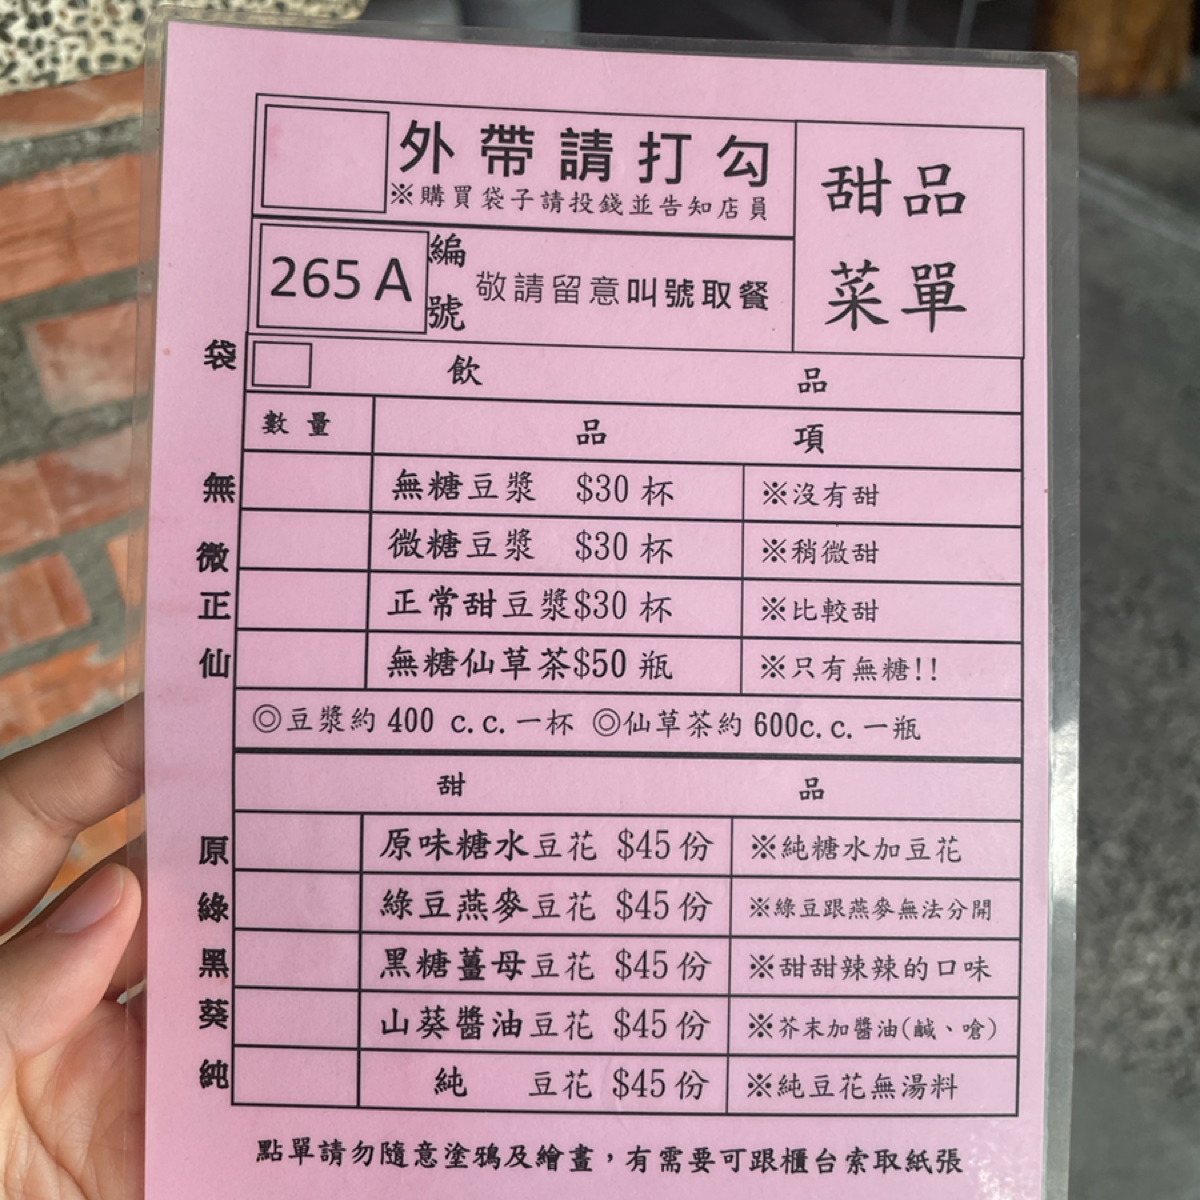 外帶請打勾
※購買袋子請投錢並告知店員
甜品
菜單
265 A
編號
敬請留意叫號取餐
袋
飲 品
數量 品 項
無 無糖豆漿 $30 杯 ※沒有甜
微 微糖豆漿 $30 杯 ※稍微甜
正 正常甜豆漿$30 杯 ※比較甜
仙 無糖仙草茶$50 瓶 ※只有無糖!!
◎豆漿約 400 c.c.一杯 ◎仙草茶約 600c.c.一瓶
甜 品
原 原味糖水豆花 $45 份 ※純糖水加豆花
綠 綠豆燕麥豆花 $45 份 ※綠豆跟燕麥無法分開
黑 黑糖薑母豆花 $45 份 ※甜甜辣辣的口味
葵 山葵醬油豆花 $45 份 ※芥末加醬油(鹹、嗆)
純 純 豆花 $45 份 ※純豆花無湯料
點單請勿隨意塗鴉及繪畫，有需要可跟櫃台索取紙張